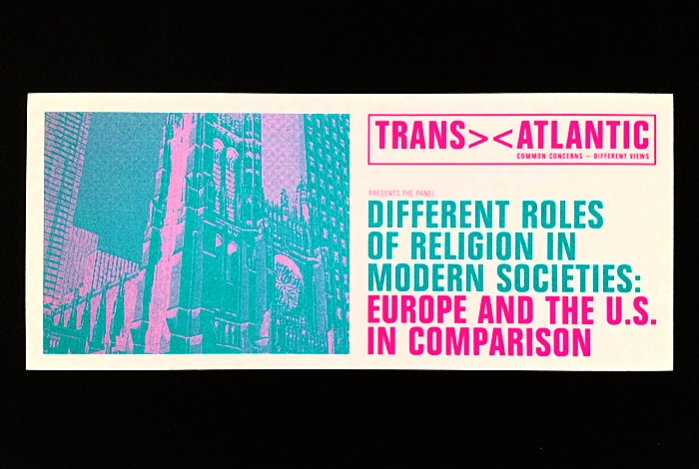 TRANS><ATLANTIC
COMMON CONCERNS – DIFFERENT VIEWS
PRESENTS THE PANEL
DIFFERENT ROLES
OF RELIGION IN
MODERN SOCIETIES:
EUROPE AND THE U.S.
IN COMPARISON